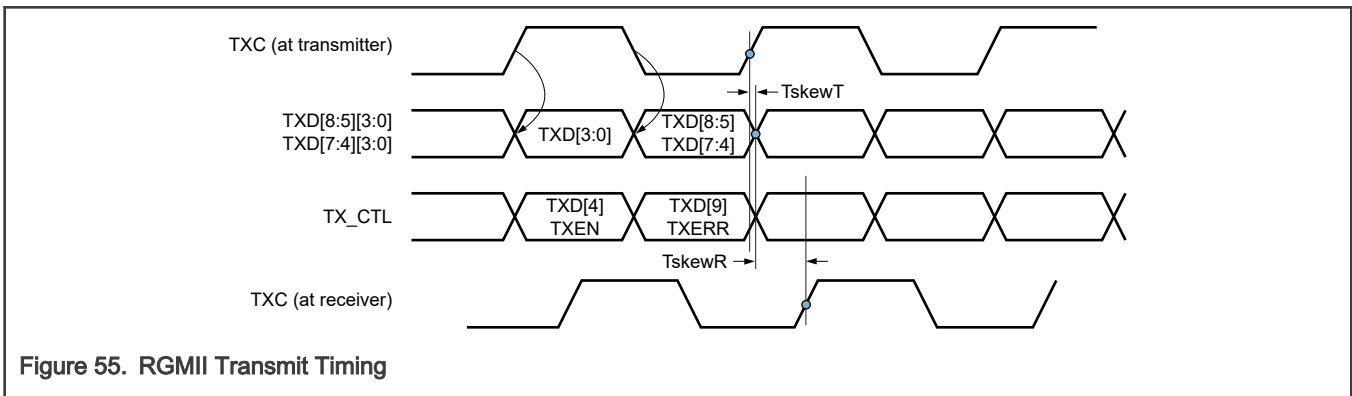 TXC (at transmitter)
TskewT
TXD[8:5][3:0]
TXD[7:4][3:0]
TXD[3:0]
TXD[8:5]
TXD[7:4]
TX_CTL
TXD[4]
TXEN
TXD[9]
TXERR
TskewR
TXC (at receiver)
Figure 55. RGMII Transmit Timing